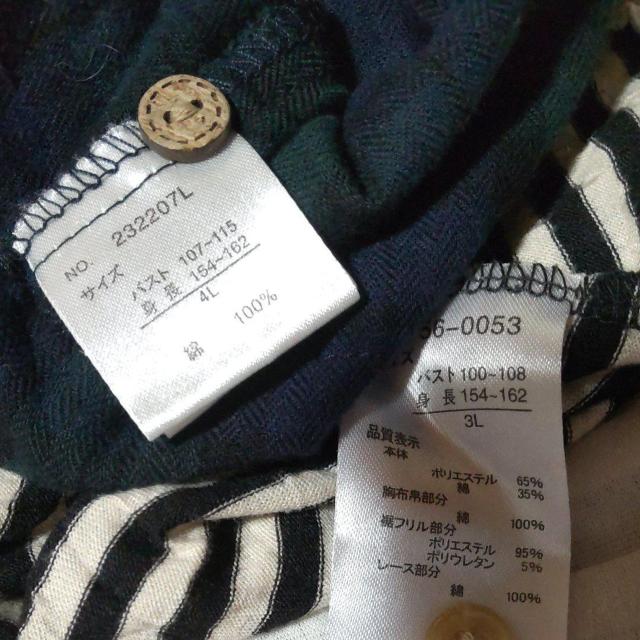 NO. 232207L
サイズ
バスト 107~115
身長 154~162
4L
綿 100%
56-0053
バスト 100~108
身長 154~162
3L
品質表示
本体
ポリエステル 65%
綿 35%
胸布帛部分
綿 100%
裾フリル部分
ポリエステル 95%
ポリウレタン 5%
レース部分
綿 100%